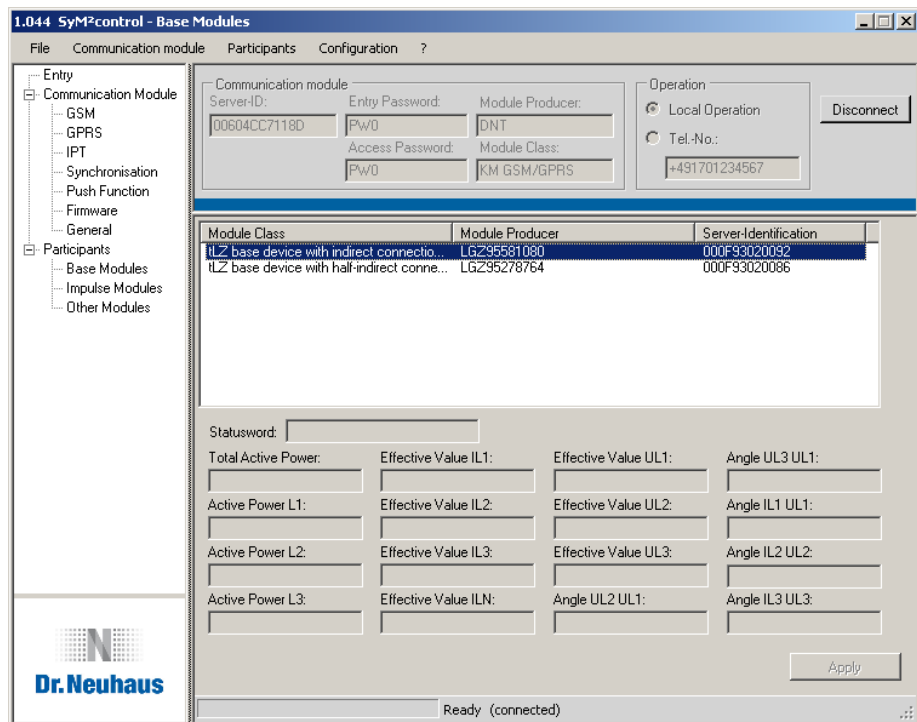 1.044 SyM²control - Base Modules
File Communication module Participants Configuration ?
Entry
Communication Module
GSM
GPRS
IPT
Synchronisation
Push Function
Firmware
General
Participants
Base Modules
Impulse Modules
Other Modules
Dr.Neuhaus
Communication module
Server-ID: Entry Password: Module Producer:
00604CC7118D PW0 DNT
Access Password: Module Class:
PW0 KM GSM/GPRS
Operation
Local Operation
Tel.-No.:
+491701234567
Disconnect
Module Class Module Producer Server-Identification
tLZ base device with indirect connectio... LGZ95581080 000F93020092
tLZ base device with half-indirect conne... LGZ95278764 000F93020086
Statusword:
Total Active Power: Effective Value IL1: Effective Value UL1: Angle UL3 UL1:
Active Power L1: Effective Value IL2: Effective Value UL2: Angle IL1 UL1:
Active Power L2: Effective Value IL3: Effective Value UL3: Angle IL2 UL2:
Active Power L3: Effective Value ILN: Angle UL2 UL1: Angle IL3 UL3:
Apply
Ready (connected)